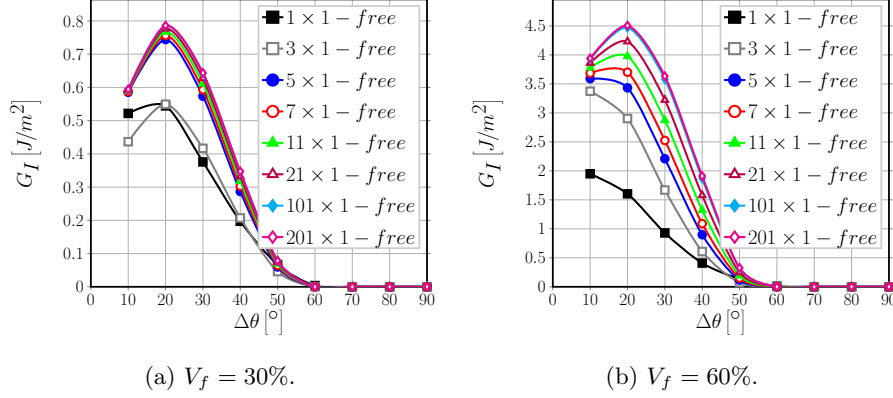 0.8
0.7
0.6
0.5
0.4
0.3
0.2
0.1
0
G_I [J/m²]
1 × 1 − free
3 × 1 − free
5 × 1 − free
7 × 1 − free
11 × 1 − free
21 × 1 − free
101 × 1 − free
201 × 1 − free
0 10 20 30 40 50 60 70 80 90
Δθ [°]
(a) V_f = 30%.
4.5
4
3.5
3
2.5
2
1.5
1
0.5
0
G_I [J/m²]
1 × 1 − free
3 × 1 − free
5 × 1 − free
7 × 1 − free
11 × 1 − free
21 × 1 − free
101 × 1 − free
201 × 1 − free
0 10 20 30 40 50 60 70 80 90
Δθ [°]
(b) V_f = 60%.